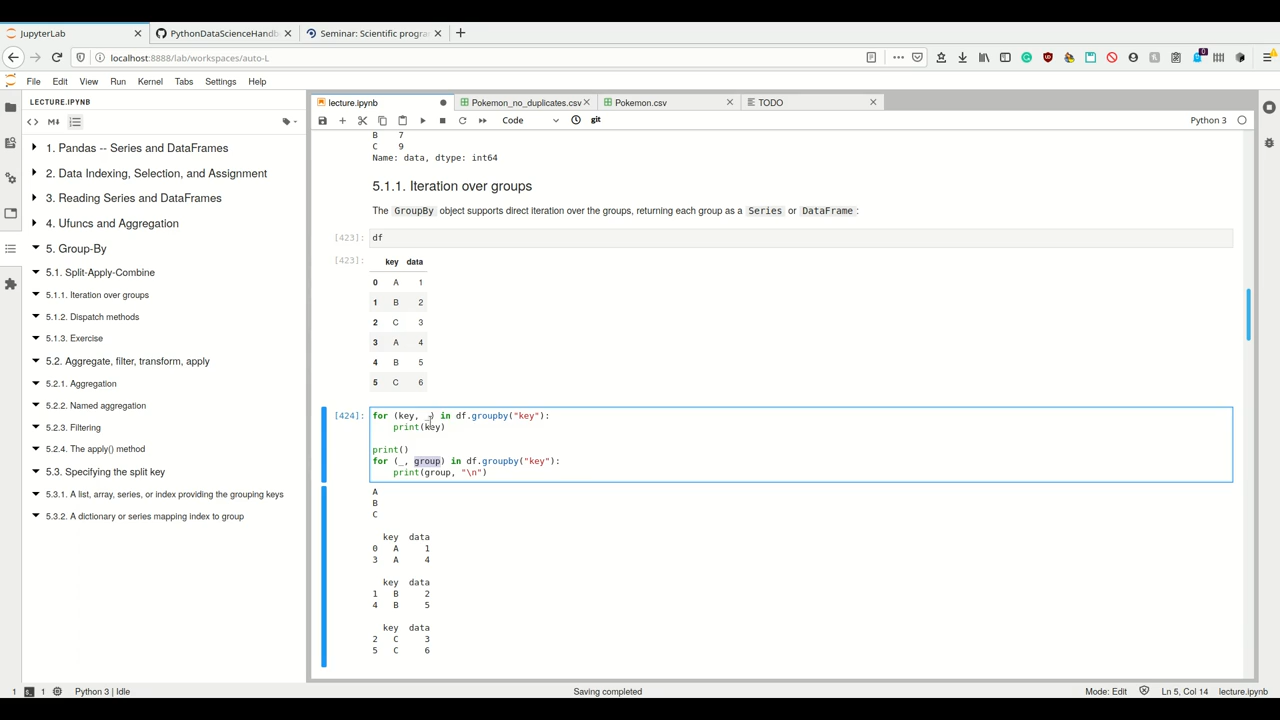 JupyterLab
PythonDataScienceHandb
Seminar: Scientific progra
localhost:8888/lab/workspaces/auto-L
File Edit View Run Kernel Tabs Settings Help
LECTURE.IPYNB
lecture.ipynb
Pokemon_no_duplicates.csv
Pokemon.csv
TODO
Code
git
Python 3
1. Pandas -- Series and DataFrames
2. Data Indexing, Selection, and Assignment
3. Reading Series and DataFrames
4. Ufuncs and Aggregation
5. Group-By
5.1. Split-Apply-Combine
5.1.1. Iteration over groups
5.1.2. Dispatch methods
5.1.3. Exercise
5.2. Aggregate, filter, transform, apply
5.2.1. Aggregation
5.2.2. Named aggregation
5.2.3. Filtering
5.2.4. The apply() method
5.3. Specifying the split key
5.3.1. A list, array, series, or index providing the grouping keys
5.3.2. A dictionary or series mapping index to group
B 7
C 9
Name: data, dtype: int64
5.1.1. Iteration over groups
The GroupBy object supports direct iteration over the groups, returning each group as a Series or DataFrame:
[423]: df
[423]: key data
0 A 1
1 B 2
2 C 3
3 A 4
4 B 5
5 C 6
[424]: for (key, _) in df.groupby("key"):
print(key)
print()
for (_, group) in df.groupby("key"):
print(group, "\n")
A
B
C
key data
0 A 1
3 A 4
key data
1 B 2
4 B 5
key data
2 C 3
5 C 6
1 1 Python 3 | Idle
Saving completed
Mode: Edit Ln 5, Col 14 lecture.ipynb